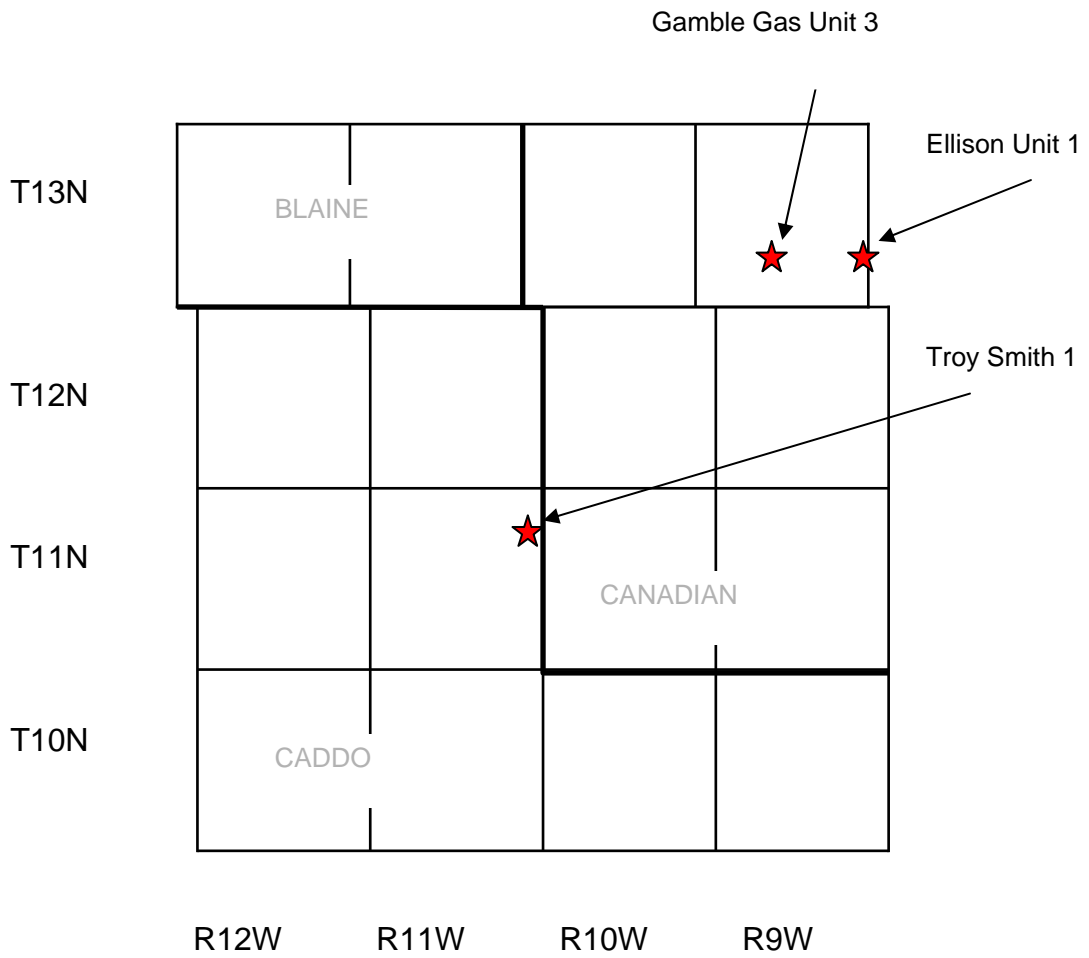 Gamble Gas Unit 3
Ellison Unit 1
T13N
BLAINE
Troy Smith 1
T12N
T11N
CANADIAN
T10N
CADDO
R12W R11W R10W R9W